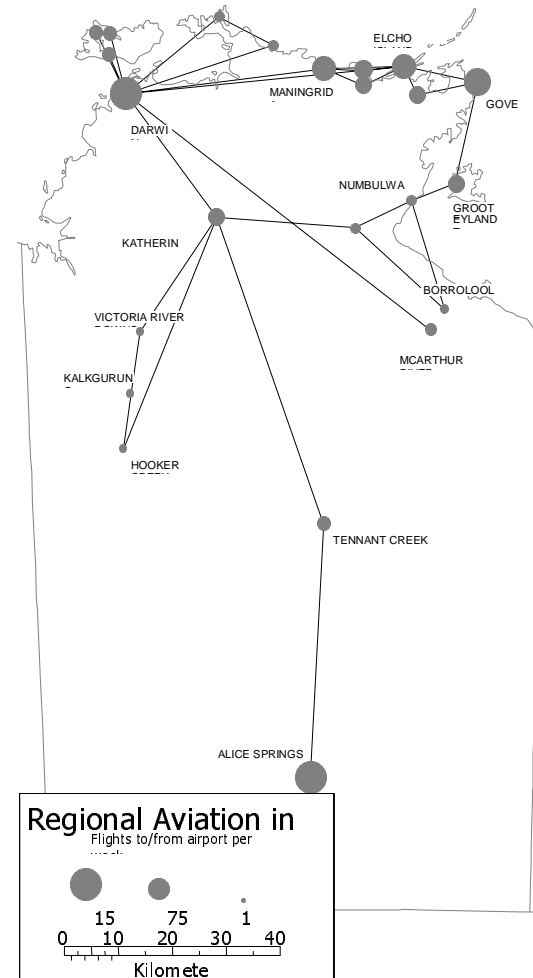 ELCHO
MANINGRID
GOVE
DARWI
NUMBULWA
GROOT
EYLAND
KATHERIN
BORROLOOL
VICTORIA RIVER
MCARTHUR
KALKGURUN
HOOKER
TENNANT CREEK
ALICE SPRINGS
Regional Aviation in
Flights to/from airport per
15 75 1
0 10 20 30 40
Kilomete